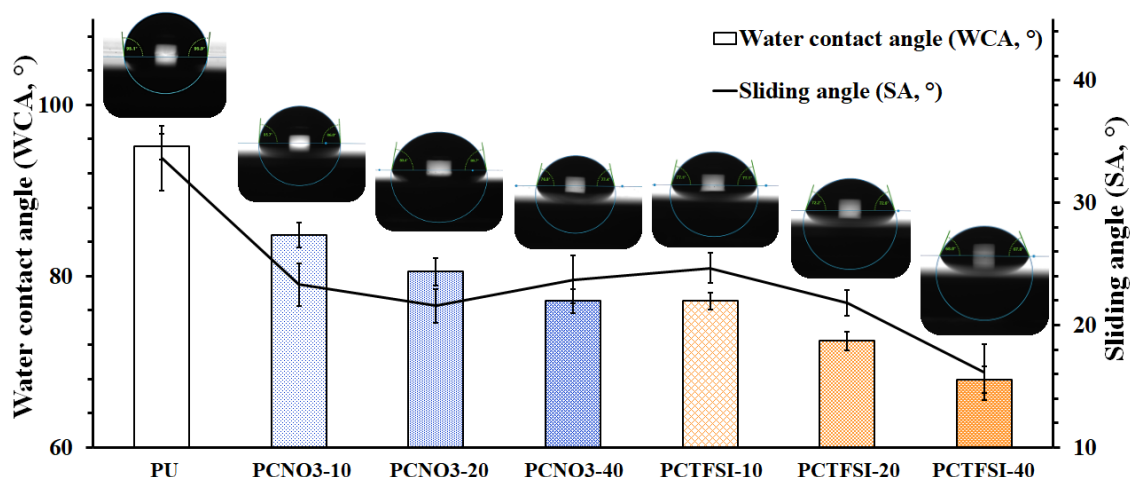 Water contact angle (WCA, °)
100
80
60
Water contact angle (WCA, °)
Sliding angle (SA, °)
40
30
20
10
Sliding angle (SA, °)
PU
PCNO3-10
PCNO3-20
PCNO3-40
PCTFSI-10
PCTFSI-20
PCTFSI-40